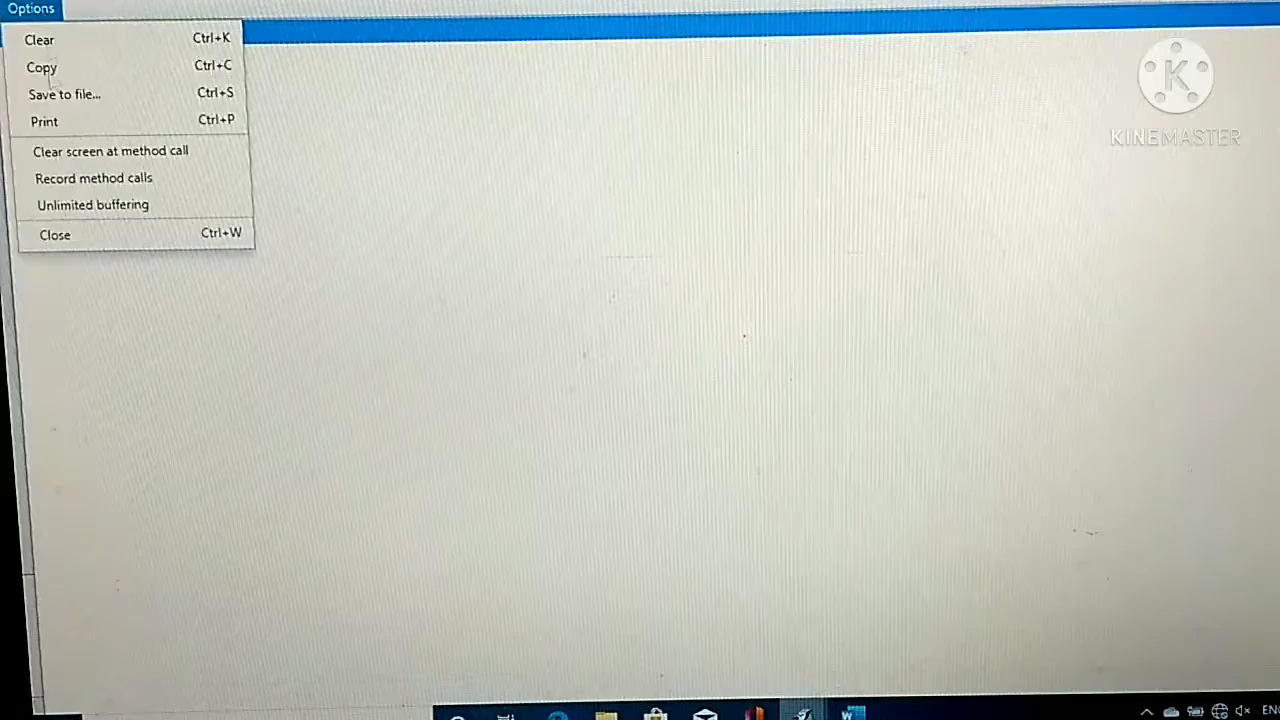 Options
Clear Ctrl+K
Copy Ctrl+C
Save to file... Ctrl+S
Print Ctrl+P
Clear screen at method call
Record method calls
Unlimited buffering
Close Ctrl+W
K
KINEMASTER
W
ENG